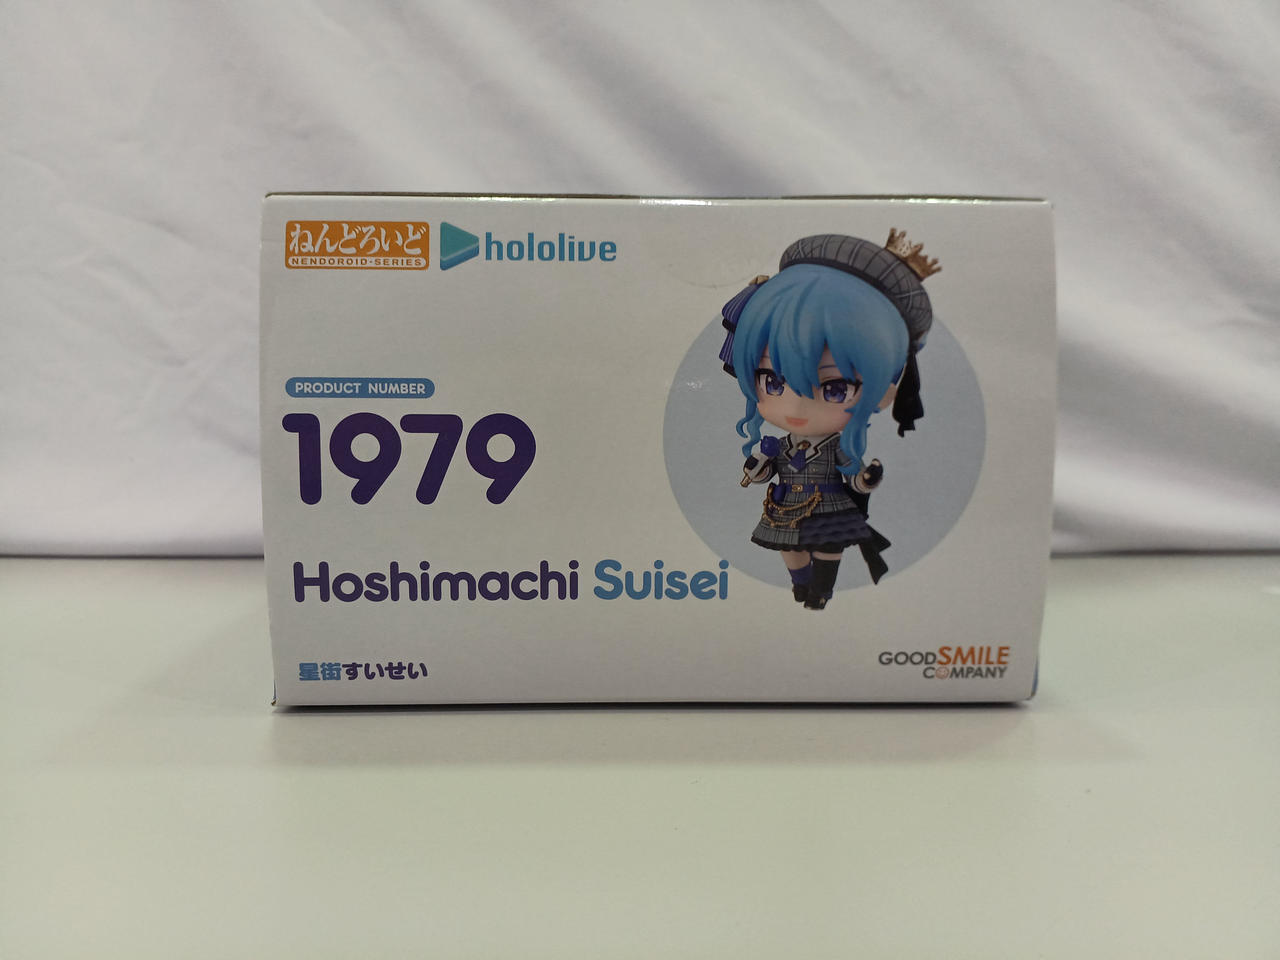 ねんどろいど
NENDOROID·SERIES
hololive
PRODUCT NUMBER
1979
Hoshimachi Suisei
星街すいせい
GOOD SMILE
COMPANY